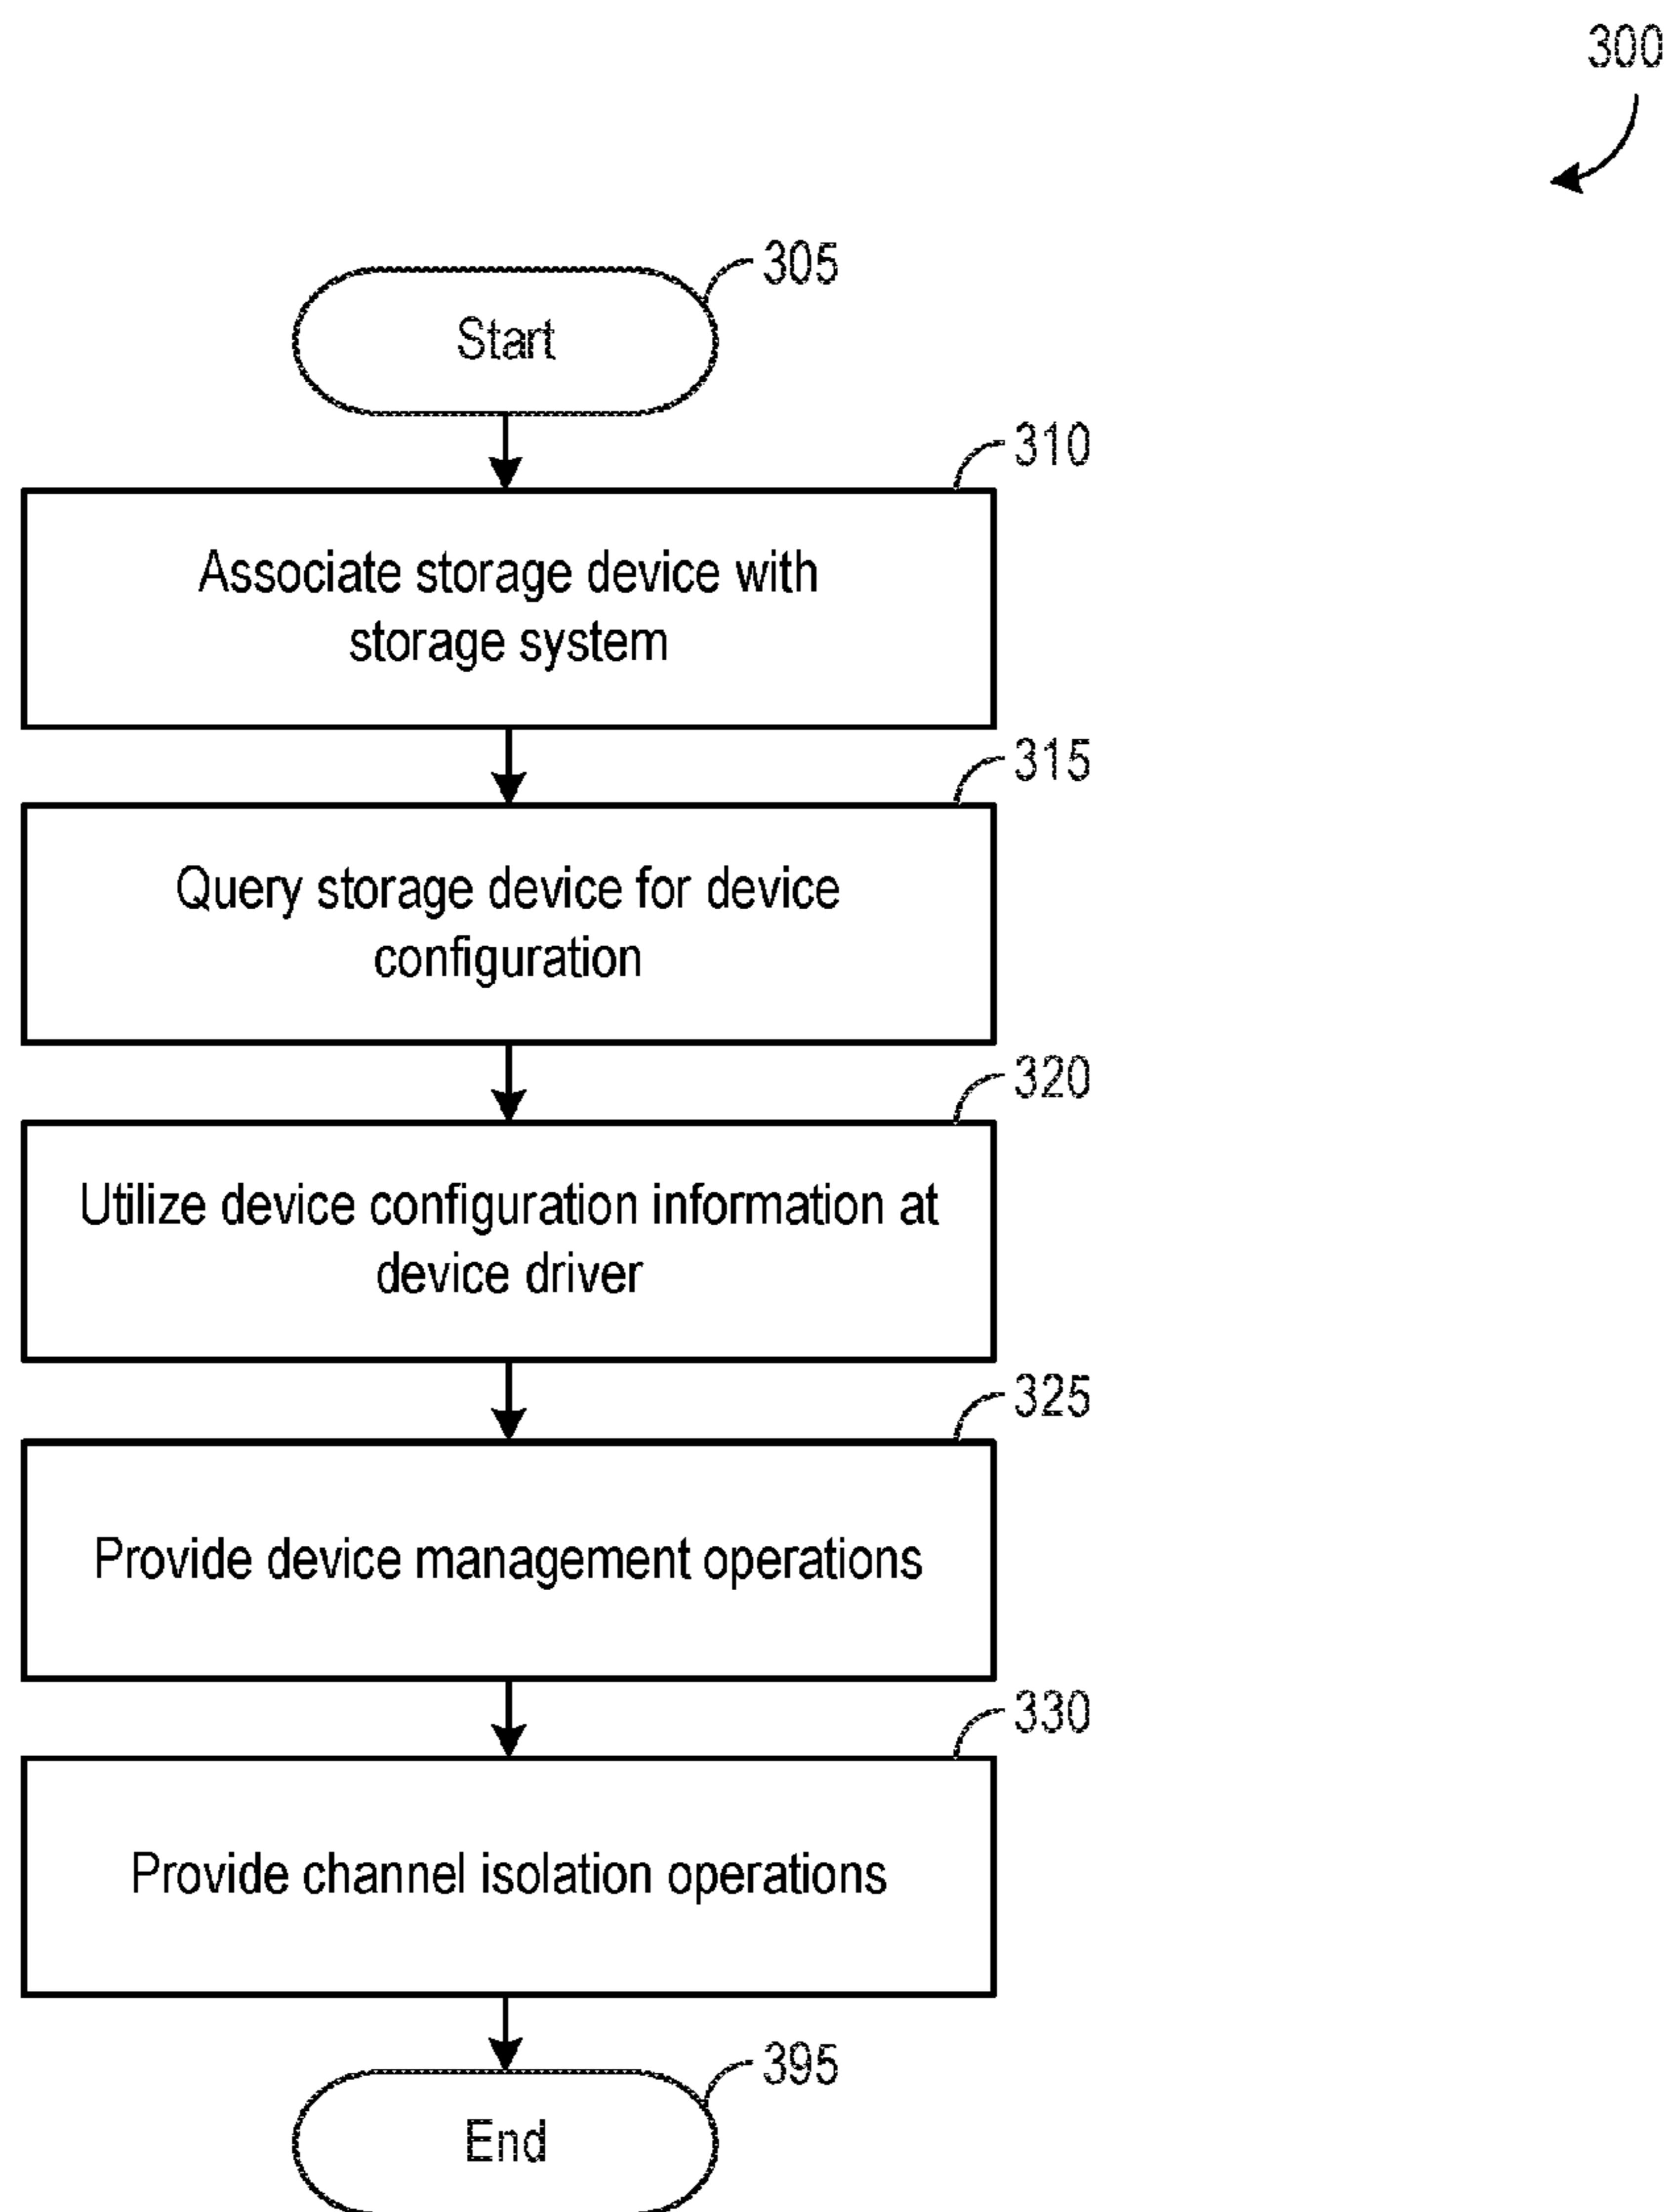 300
305
Start
310
Associate storage device with
storage system
315
Query storage device for device
configuration
320
Utilize device configuration information at
device driver
325
Provide device management operations
330
Provide channel isolation operations
395
End